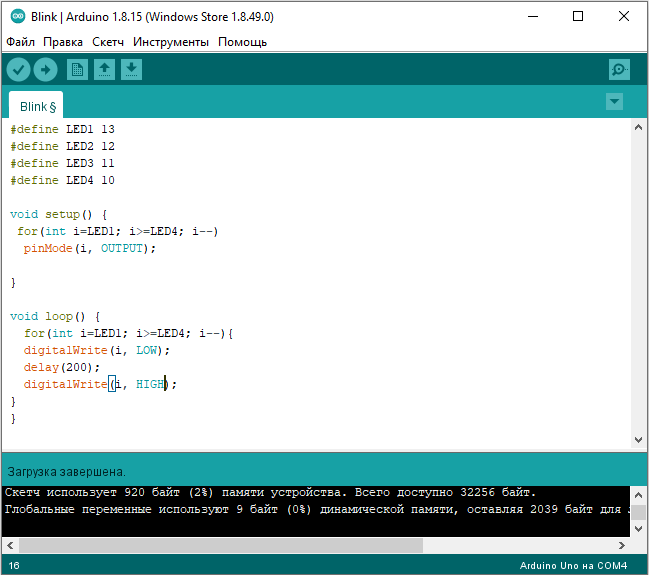 Blink | Arduino 1.8.15 (Windows Store 1.8.49.0)
Файл Правка Скетч Инструменты Помощь
Blink §
#define LED1 13
#define LED2 12
#define LED3 11
#define LED4 10
void setup() {
for(int i=LED1; i>=LED4; i--)
pinMode(i, OUTPUT);
}
void loop() {
for(int i=LED1; i>=LED4; i--){
digitalWrite(i, LOW);
delay(200);
digitalWrite(i, HIGH);
}
}
Загрузка завершена.
Скетч использует 920 байт (2%) памяти устройства. Всего доступно 32256 байт.
Глобальные переменные используют 9 байт (0%) динамической памяти, оставляя 2039 байт для
16 Arduino Uno на COM4